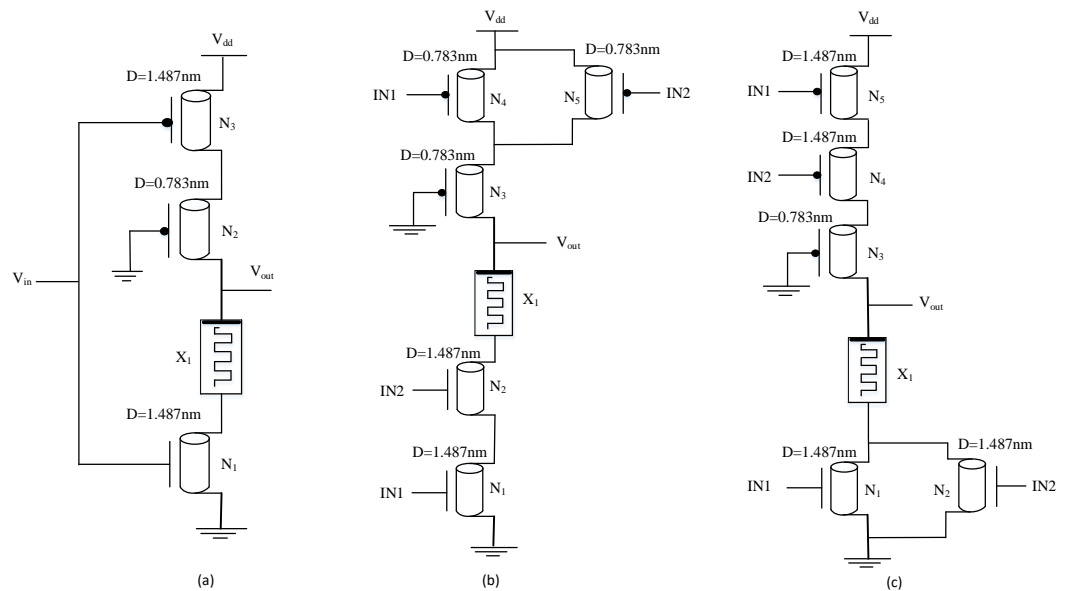 V_dd
D=1.487nm
N_3
D=0.783nm
N_2
V_in
V_out
X_1
D=1.487nm
N_1
(a)
V_dd
D=0.783nm
D=0.783nm
IN1
N_4
N_5
IN2
D=0.783nm
N_3
V_out
X_1
D=1.487nm
IN2
N_2
D=1.487nm
IN1
N_1
(b)
V_dd
D=1.487nm
IN1
N_5
D=1.487nm
IN2
N_4
D=0.783nm
N_3
V_out
X_1
D=1.487nm
D=1.487nm
IN1
N_1
N_2
IN2
(c)